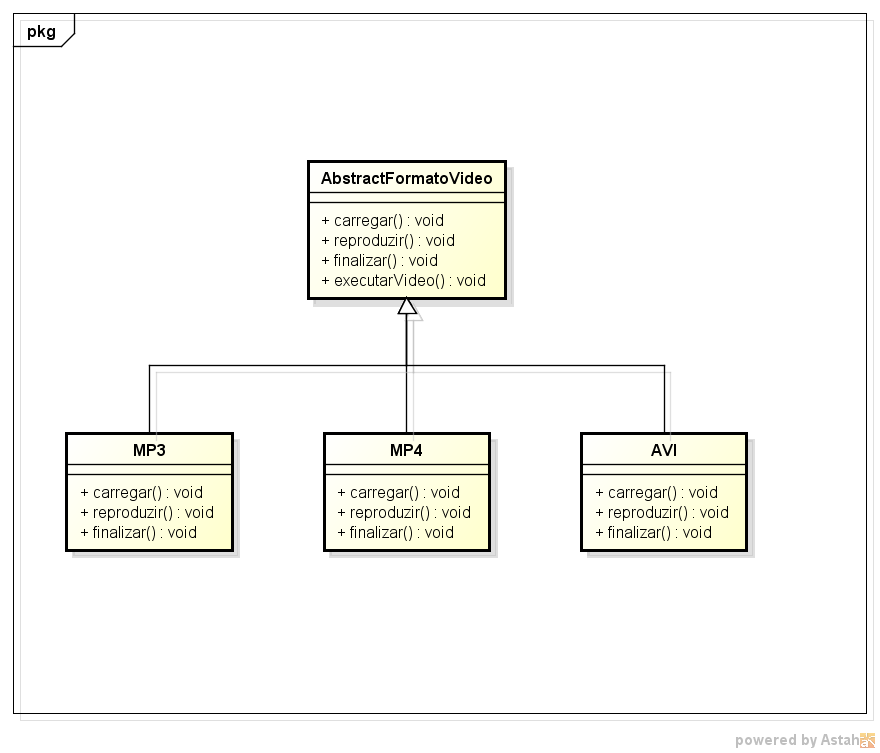 pkg
AbstractFormatoVideo
+ carregar() : void
+ reproduzir() : void
+ finalizar() : void
+ executarVideo() : void
MP3
+ carregar() : void
+ reproduzir() : void
+ finalizar() : void
MP4
+ carregar() : void
+ reproduzir() : void
+ finalizar() : void
AVI
+ carregar() : void
+ reproduzir() : void
+ finalizar() : void
powered by Astah